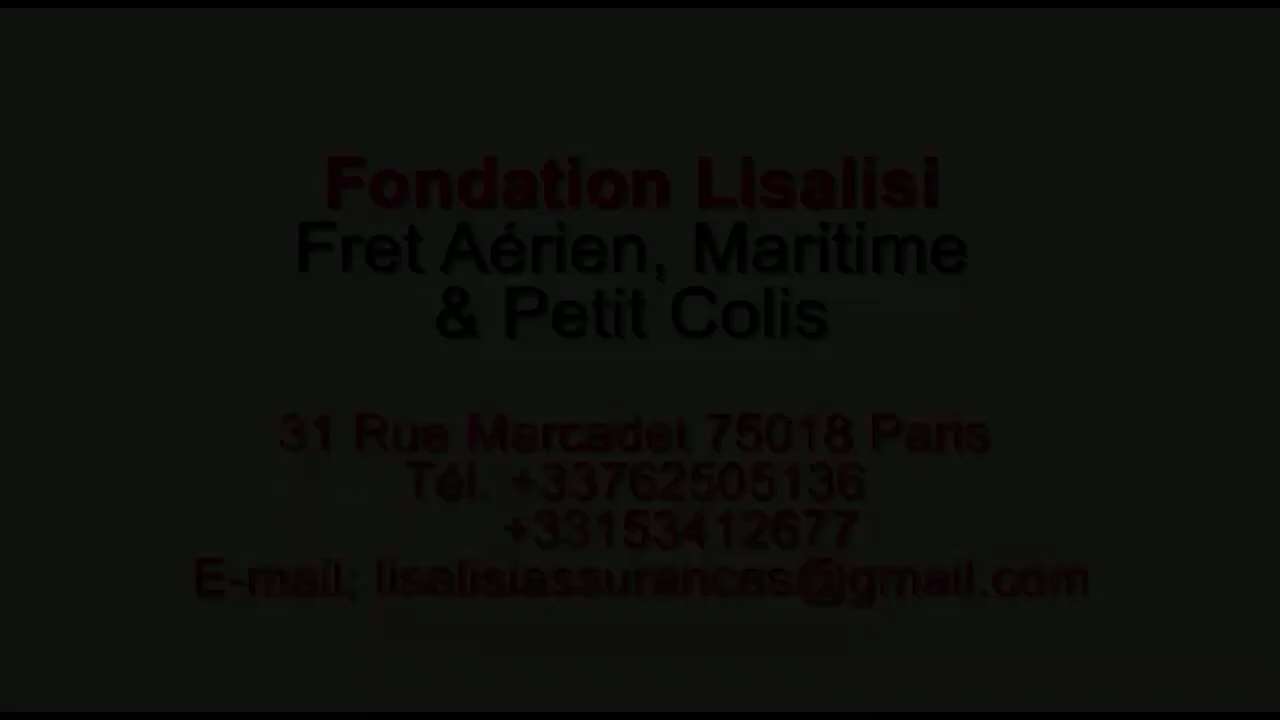 Fondation Lisalisi
Fret Aérien, Maritime
& Petit Colis
31 Rue Marcadet 75018 Paris
Tél. +33762505136
+33153412677
E-mail; lisalisiassurances@gmail.com